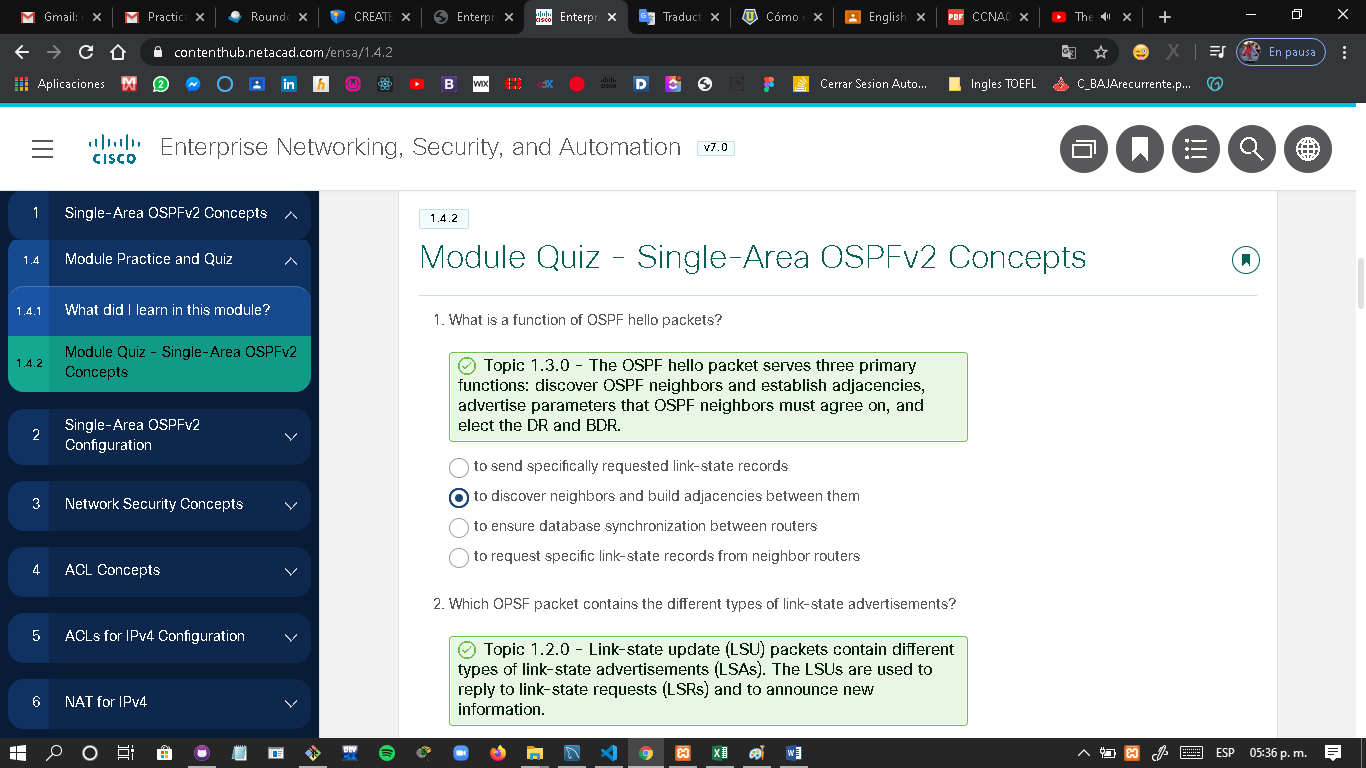 Gmail:
Practic
Roundc
CREATE
Enterpr
Enterpr
Traduct
Cómo
English
CCNA
The
contenthub.netacad.com/ensa/1.4.2
En pausa
Aplicaciones
Cerrar Sesion Auto...
Ingles TOEFL
C_BAJArecurrente.p...
CISCO
Enterprise Networking, Security, and Automation
v7.0
1
Single-Area OSPFv2 Concepts
1.4
Module Practice and Quiz
1.4.1
What did I learn in this module?
1.4.2
Module Quiz - Single-Area OSPFv2
Concepts
2
Single-Area OSPFv2
Configuration
3
Network Security Concepts
4
ACL Concepts
5
ACLs for IPv4 Configuration
6
NAT for IPv4
1.4.2
Module Quiz - Single-Area OSPFv2 Concepts
1. What is a function of OSPF hello packets?
Topic 1.3.0 - The OSPF hello packet serves three primary
functions: discover OSPF neighbors and establish adjacencies,
advertise parameters that OSPF neighbors must agree on, and
elect the DR and BDR.
to send specifically requested link-state records
to discover neighbors and build adjacencies between them
to ensure database synchronization between routers
to request specific link-state records from neighbor routers
2. Which OPSF packet contains the different types of link-state advertisements?
Topic 1.2.0 - Link-state update (LSU) packets contain different
types of link-state advertisements (LSAs). The LSUs are used to
reply to link-state requests (LSRs) and to announce new
information.
ESP
05:36 p. m.